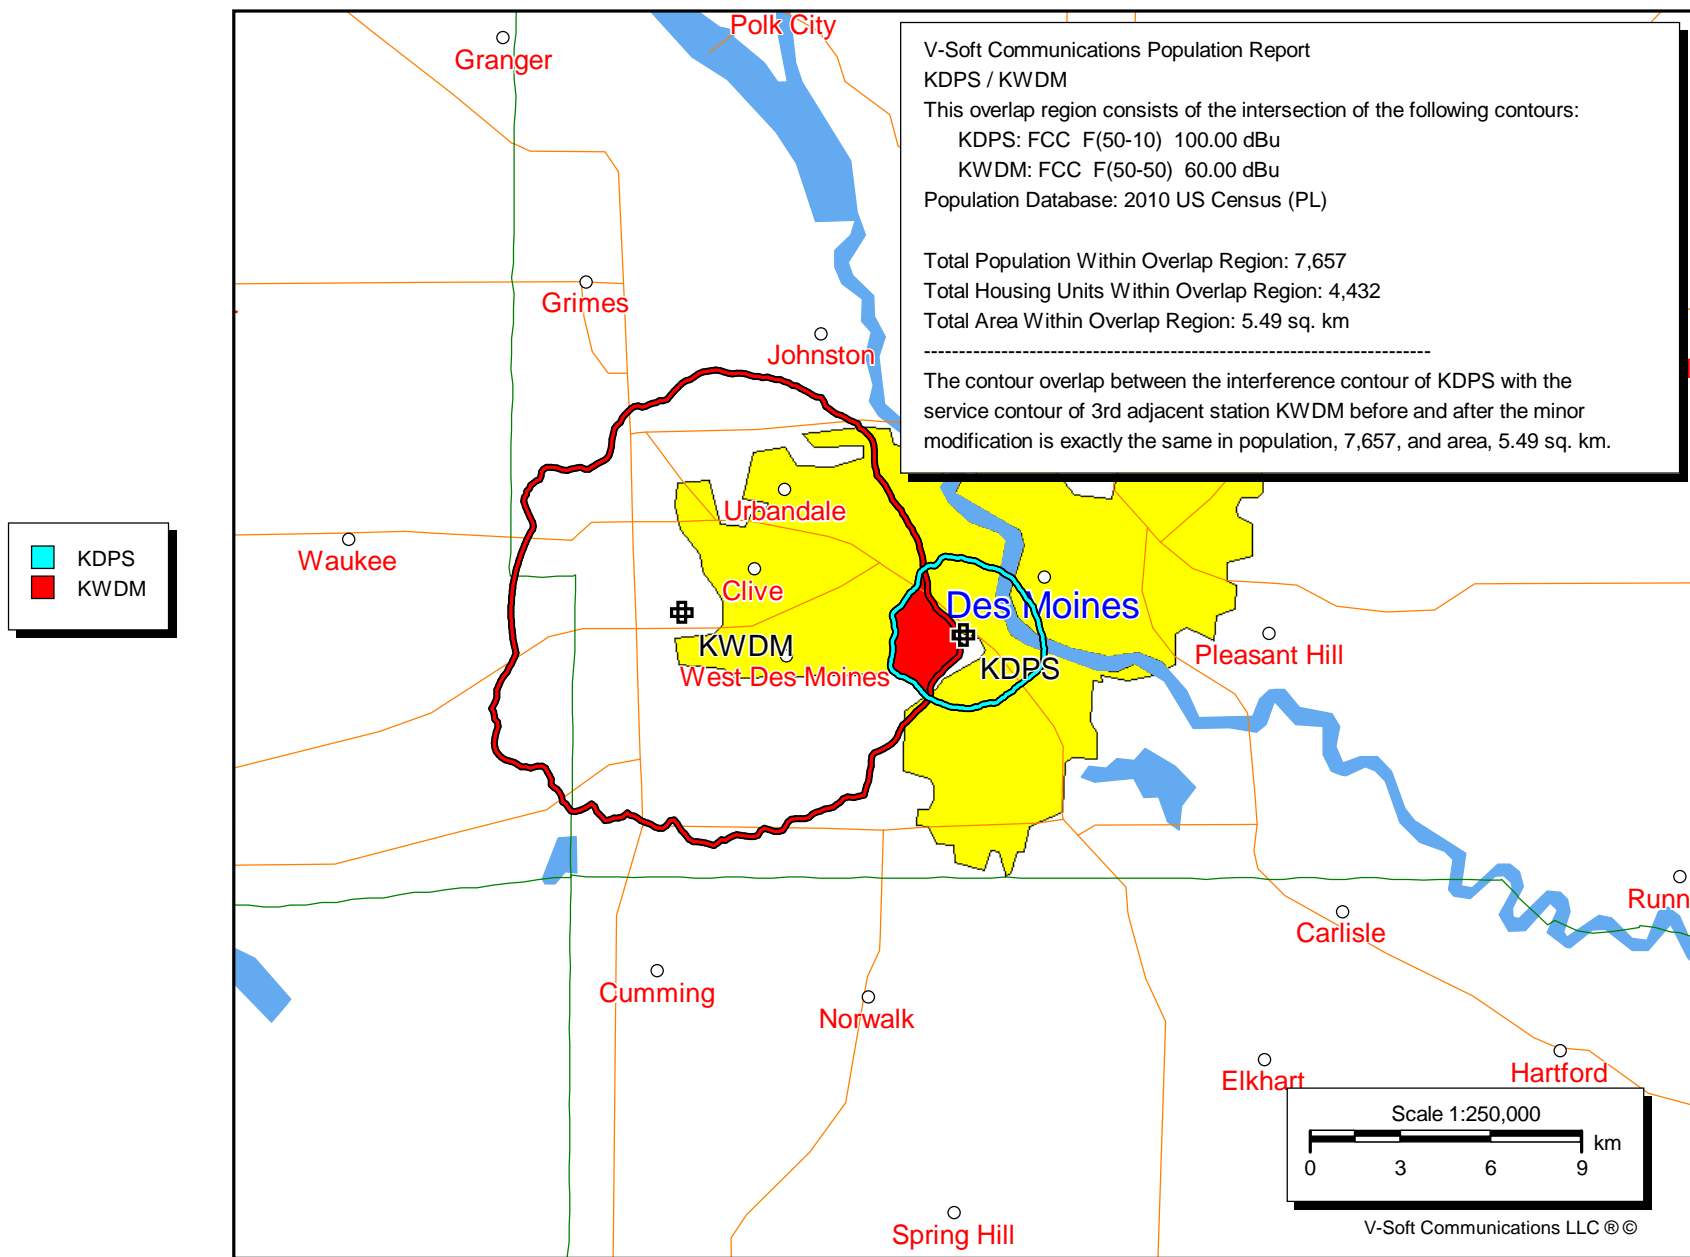 Polk City
Granger
V-Soft Communications Population Report
KDPS / KWDM
This overlap region consists of the intersection of the following contours:
KDPS: FCC F(50-10) 100.00 dBu
KWDM: FCC F(50-50) 60.00 dBu
Population Database: 2010 US Census (PL)
Total Population Within Overlap Region: 7,657
Total Housing Units Within Overlap Region: 4,432
Total Area Within Overlap Region: 5.49 sq. km
------------------------------------------------------------------------
The contour overlap between the interference contour of KDPS with the
service contour of 3rd adjacent station KWDM before and after the minor
modification is exactly the same in population, 7,657, and area, 5.49 sq. km.
Grimes
Johnston
Urbandale
Waukee
KDPS
KWDM
Clive
Des Moines
KWDM
West Des Moines
KDPS
Pleasant Hill
Runn
Carlisle
Cumming
Norwalk
Elkhart
Hartford
Scale 1:250,000
km
0 3 6 9
Spring Hill
V-Soft Communications LLC ® ©